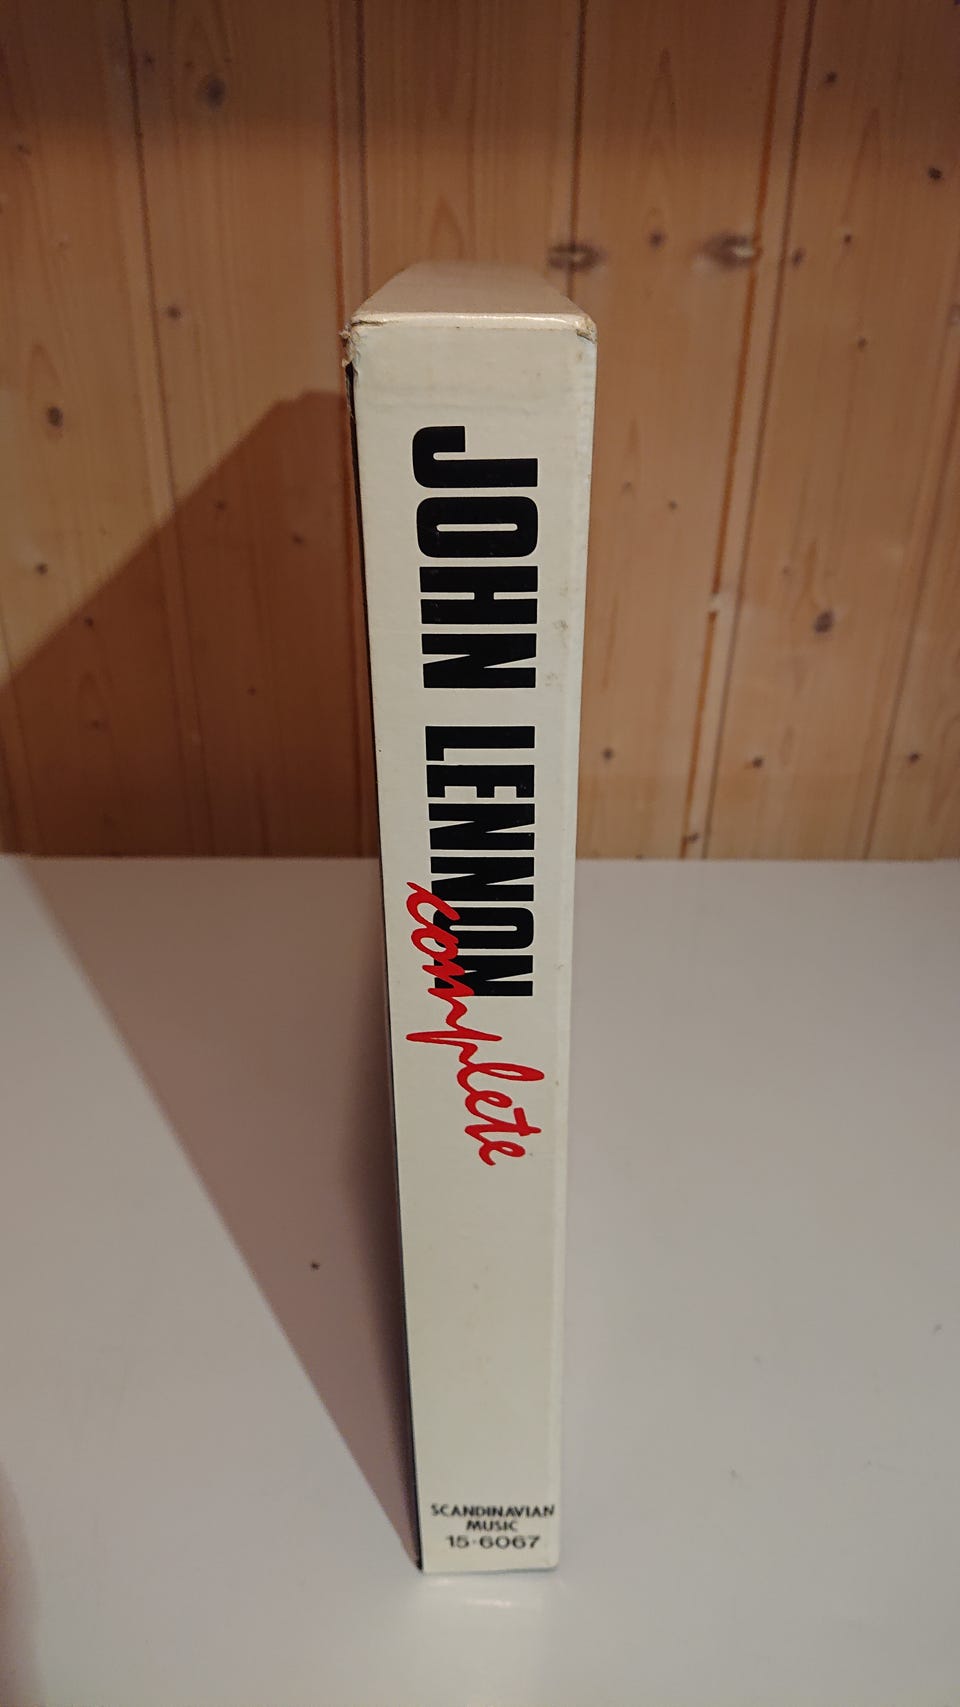 JOHN LENNON
complete
SCANDINAVIAN
MUSIC
15-6067